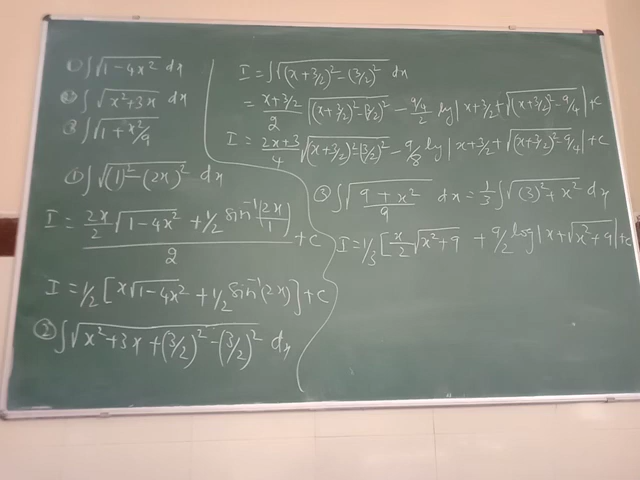 ① ∫√(1-4x²) dx
② ∫√(x²+3x) dx
③ ∫√(1+x²/9)
① ∫√((1)²-(2x)²) dx
I = (2x/2 √(1-4x²) + 1/2 sin⁻¹(2x/1))/2 + C
I = 1/2 [x√(1-4x²) + 1/2 sin⁻¹(2x)] + C
② ∫√(x²+3x+(3/2)²-(3/2)²) dx
I = ∫√((x+3/2)²-(3/2)²) dx
= (x+3/2)/2 √((x+3/2)²-(3/2)²) - (9/4)/2 log|x+3/2+√((x+3/2)²-9/4)| + C
I = (2x+3)/4 √((x+3/2)²-(3/2)²) - 9/8 log|x+3/2+√((x+3/2)²-9/4)| + C
③ ∫√((9+x²)/9) dx = 1/3 ∫√((3)²+x²) dx
I = 1/3 [x/2 √(x²+9) + 9/2 log|x+√(x²+9)| + C